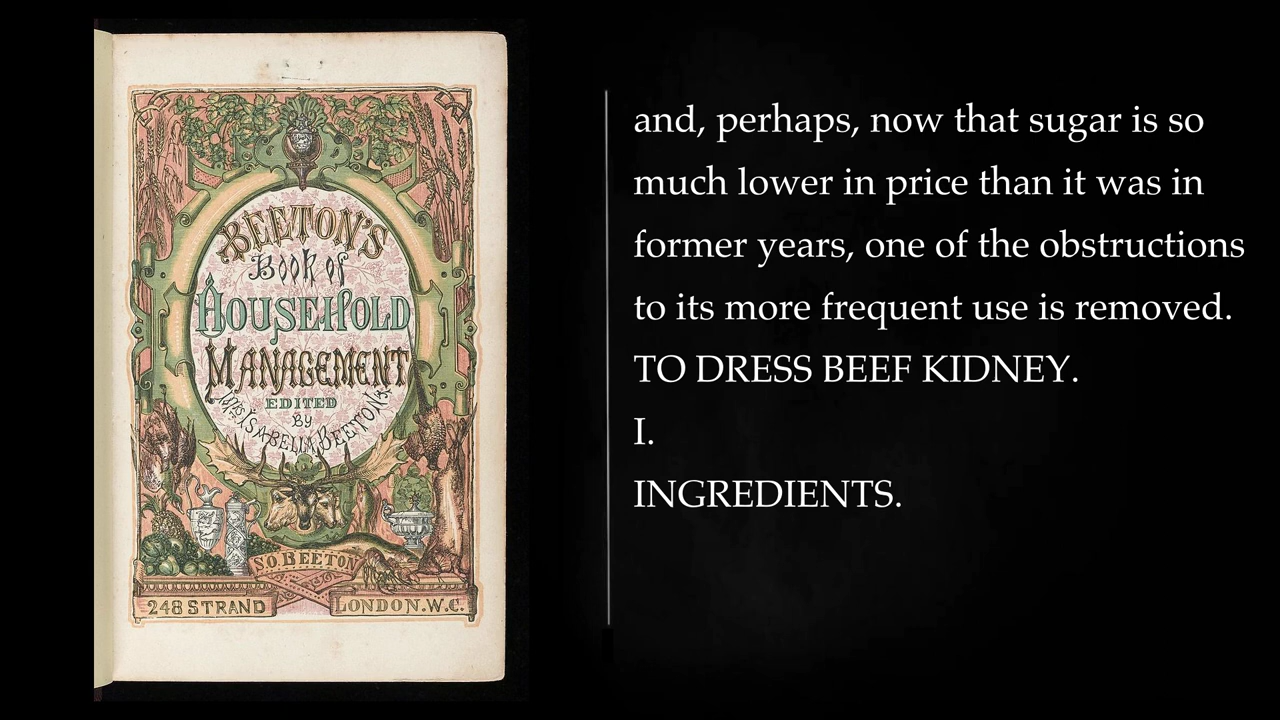 BEETON'S
Book of
HOUSEHOLD
MANAGEMENT
EDITED
BY
MRS ISABELLA BEETON.
S.O. BEETON
248 STRAND
LONDON. W.C.
and, perhaps, now that sugar is so
much lower in price than it was in
former years, one of the obstructions
to its more frequent use is removed.
TO DRESS BEEF KIDNEY.
I.
INGREDIENTS.